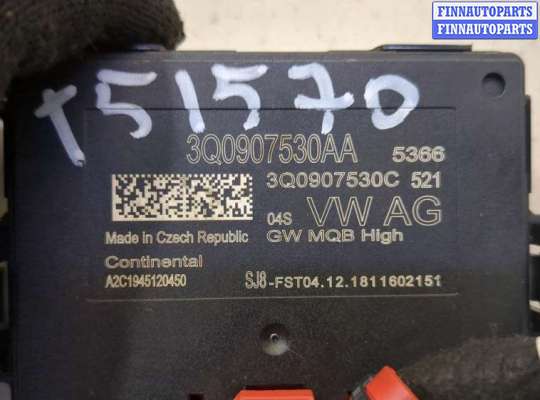 FINNAUTOPARTS
FINNAUTOPARTS
T51570
3Q0907530AA 5366
3Q0907530C 521
04S VW AG
Made in Czech Republic GW MQB High
Continental
A2C1945120450 SJ8-FST04.12.1811602151